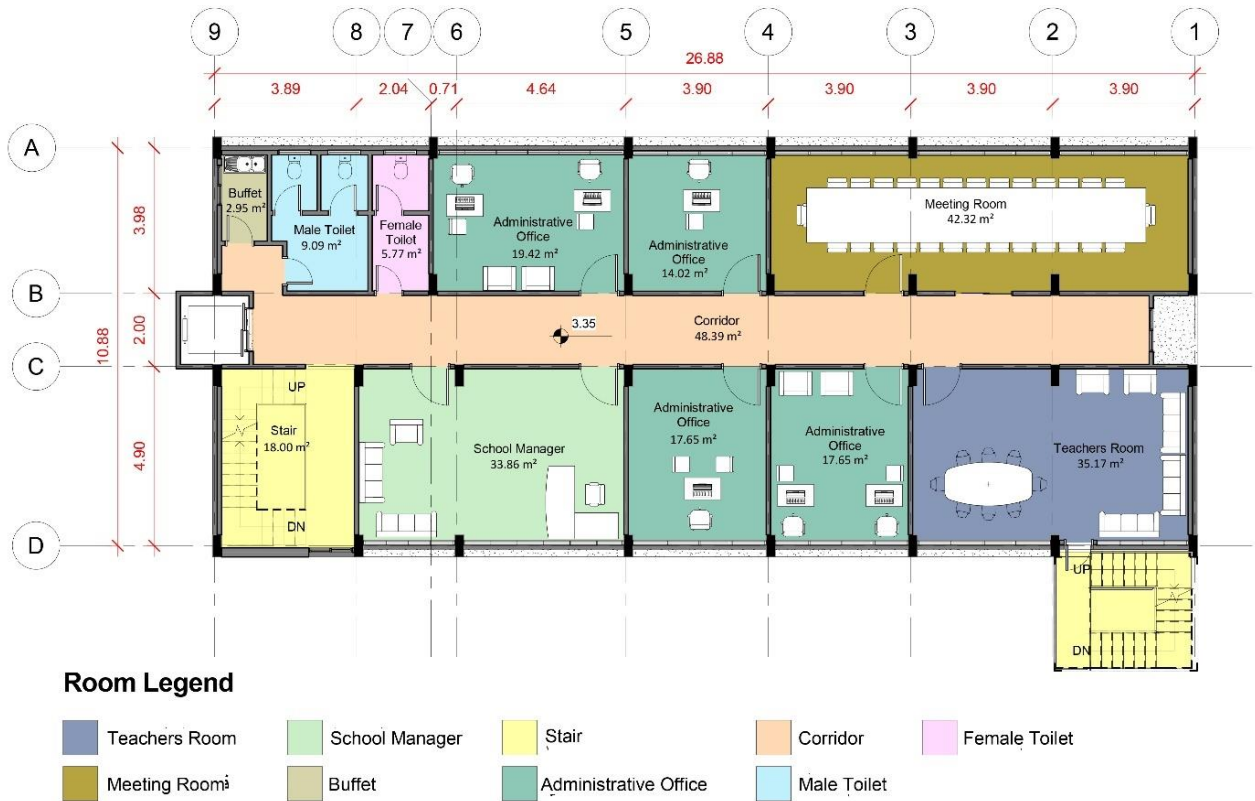 9 8 7 6 5 4 3 2 1
26.88
3.89 2.04 0.71 4.64 3.90 3.90 3.90 3.90
A
B
C
D
10.88
3.98
2.00
4.90
Buffet
2.95 m²
Male Toilet
9.09 m²
Female
Toilet
5.77 m²
Administrative
Office
19.42 m²
Administrative
Office
14.02 m²
Meeting Room
42.32 m²
3.35
Corridor
48.39 m²
UP
Stair
18.00 m²
DN
School Manager
33.86 m²
Administrative
Office
17.65 m²
Administrative
Office
17.65 m²
Teachers Room
35.17 m²
UP
DN
Room Legend
Teachers Room School Manager Stair Corridor Female Toilet
Meeting Room Buffet Administrative Office Male Toilet